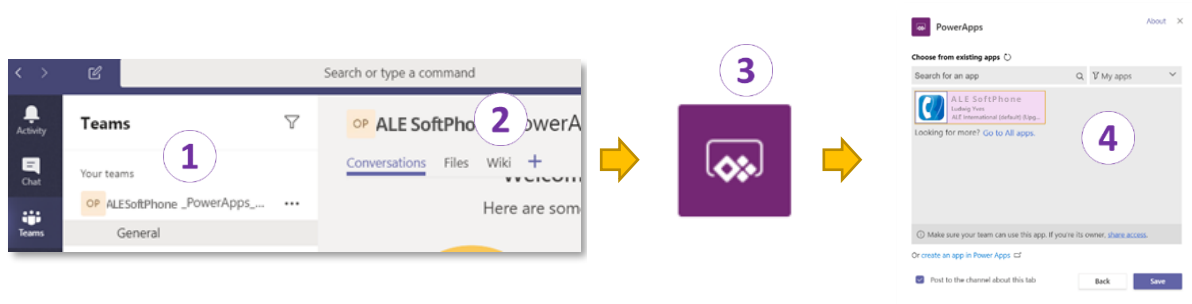 Search or type a command
Activity
Chat
Teams
Teams
1
Your teams
OP ALESoftPhone _PowerApps_... ...
General
OP ALE SoftPho
2
owerA
Conversations Files Wiki +
Here are som
3
PowerApps
About
Choose from existing apps
Search for an app
My apps
ALE SoftPhone
Ludwig Yves
ALE International (default) (Upg...
Looking for more? Go to All apps.
4
Make sure your team can use this app. If you're its owner, share access.
Or create an app in Power Apps
Post to the channel about this tab
Back
Save